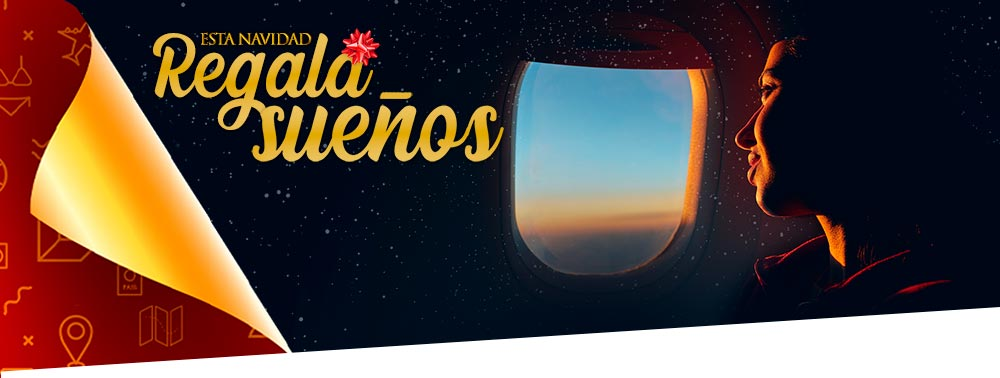 ESTA NAVIDAD
Regala
sueños